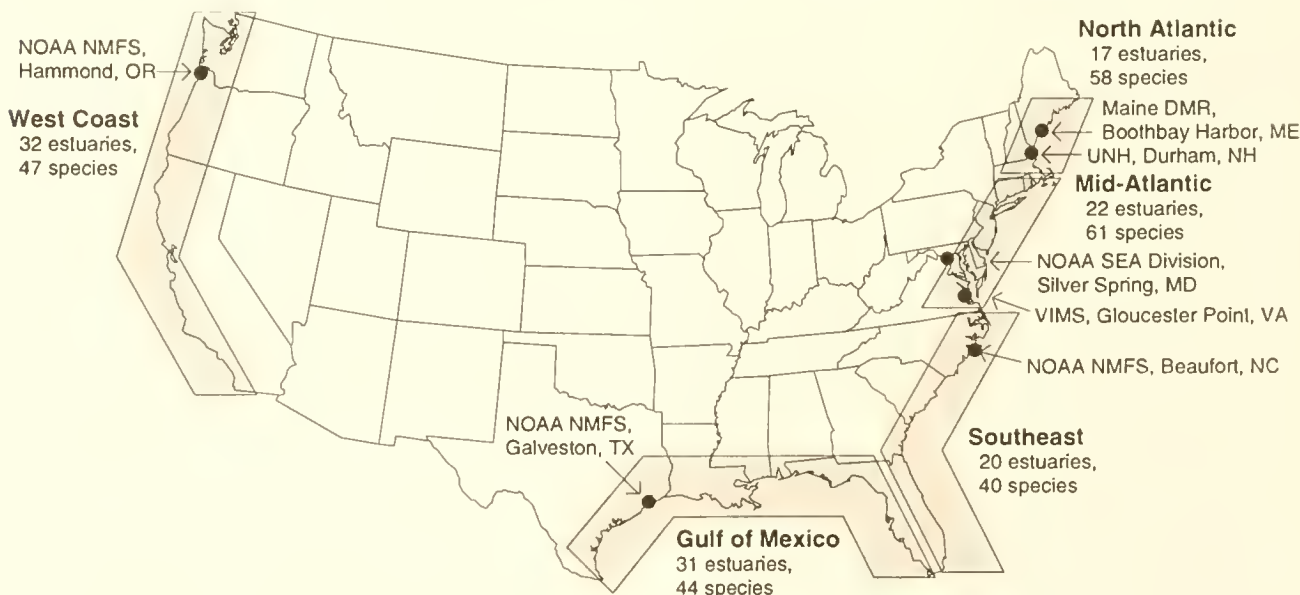 NOAA NMFS,
Hammond, OR
West Coast
32 estuaries,
47 species
North Atlantic
17 estuaries,
58 species
Maine DMR,
Boothbay Harbor, ME
UNH, Durham, NH
Mid-Atlantic
22 estuaries,
61 species
NOAA SEA Division,
Silver Spring, MD
VIMS, Gloucester Point, VA
NOAA NMFS, Beaufort, NC
Southeast
20 estuaries,
40 species
NOAA NMFS,
Galveston, TX
Gulf of Mexico
31 estuaries,
44 species